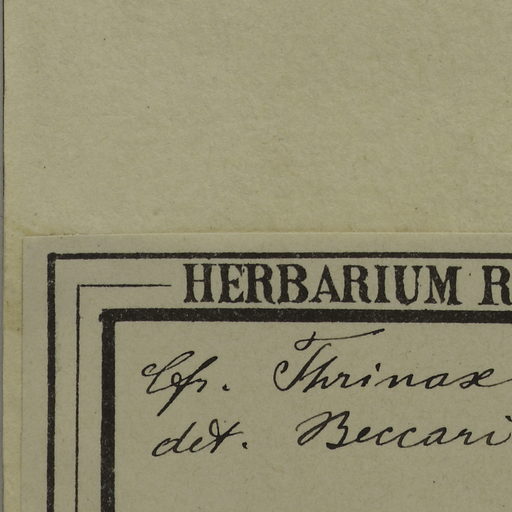 HERBARIUM R
Cfr. Thrinax
det. Beccari